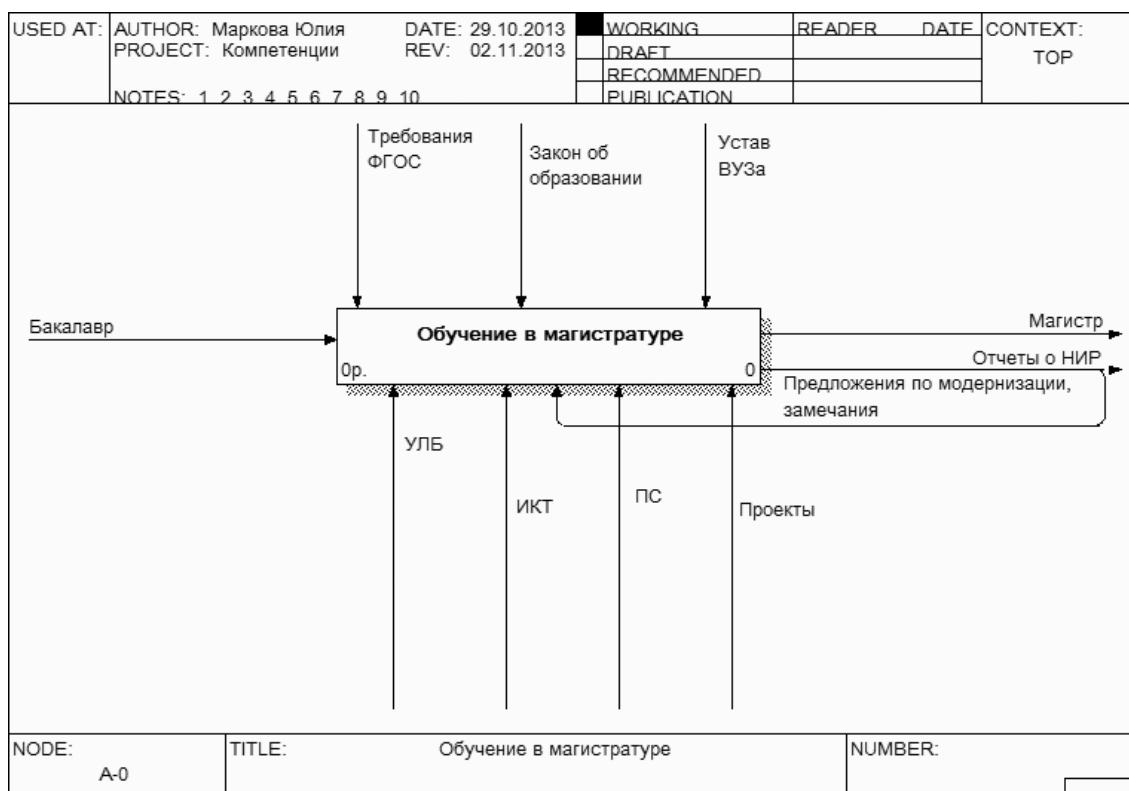 USED AT:
AUTHOR: Маркова Юлия
DATE: 29.10.2013
PROJECT: Компетенции
REV: 02.11.2013
NOTES: 1 2 3 4 5 6 7 8 9 10
WORKING
DRAFT
RECOMMENDED
PUBLICATION
READER
DATE
CONTEXT:
TOP
Требования
ФГОС
Закон об
образовании
Устав
ВУЗа
Бакалавр
Обучение в магистратуре
0р.
0
Магистр
Отчеты о НИР
Предложения по модернизации,
замечания
УЛБ
ИКТ
ПС
Проекты
NODE:
A-0
TITLE:
Обучение в магистратуре
NUMBER: